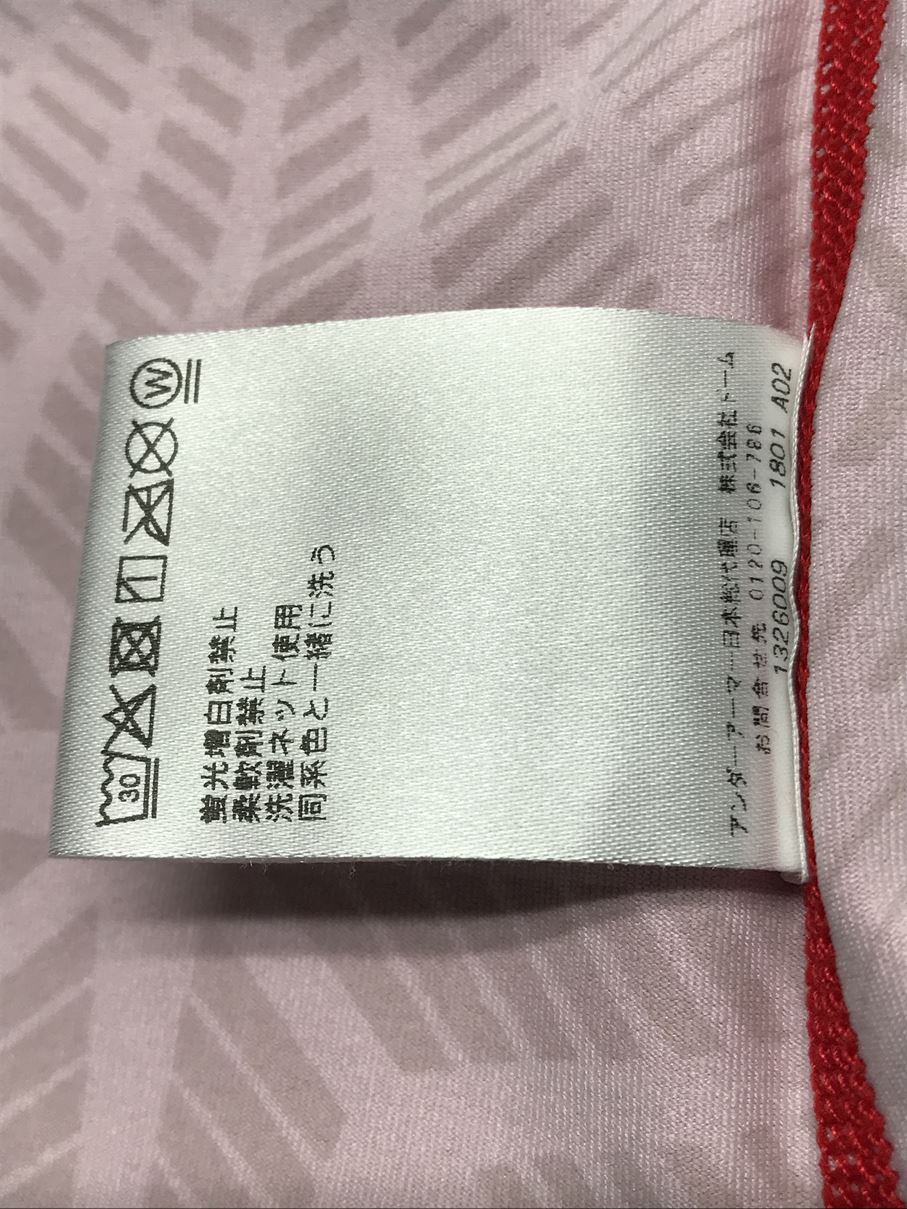 30
W
蛍光増白剤禁止
柔軟剤禁止
洗濯ネット使用
同系色と一緒に洗う
アンダーアーマー日本総代理店 株式会社ドーム
お問合せ先 0120-106-786
1326009 1801 A02